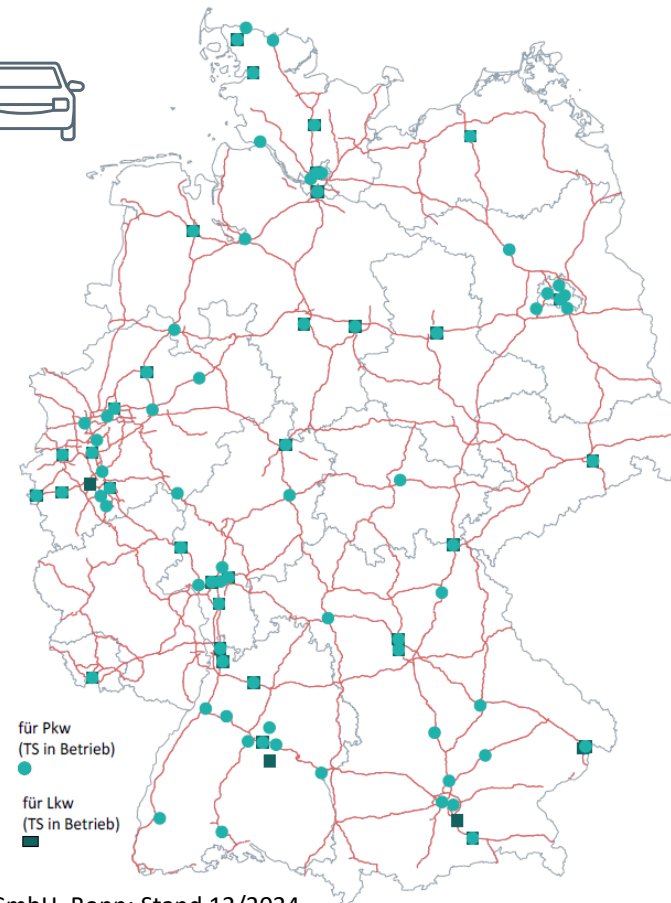 für Pkw
(TS in Betrieb)
für Lkw
(TS in Betrieb)
GmbH, Bonn; Stand 12/2024